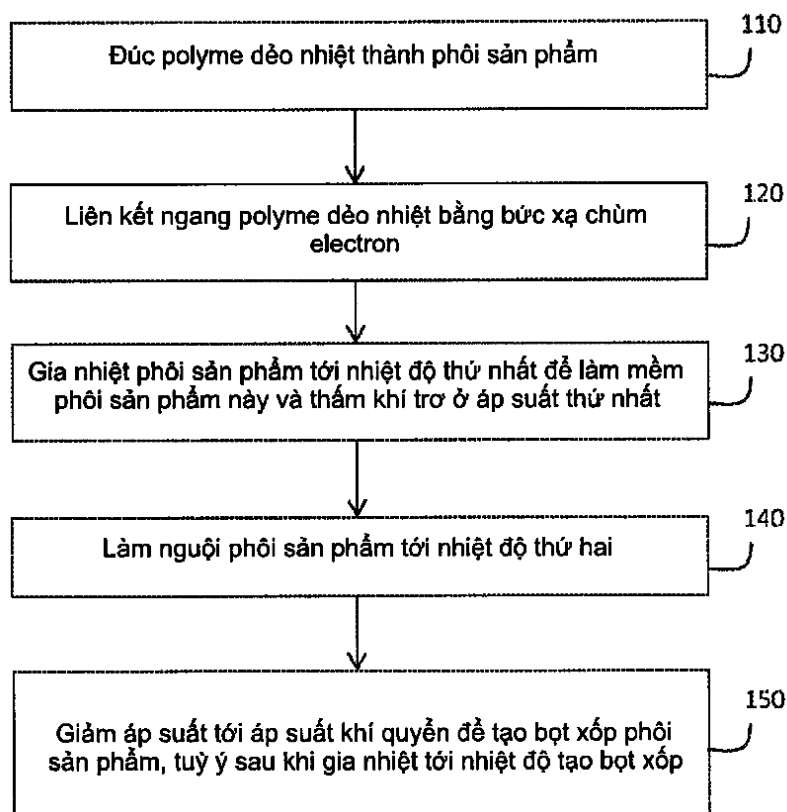 110
Đúc polyme dẻo nhiệt thành phôi sản phẩm
120
Liên kết ngang polyme dẻo nhiệt bằng bức xạ chùm
electron
130
Gia nhiệt phôi sản phẩm tới nhiệt độ thứ nhất để làm mềm
phôi sản phẩm này và thấm khí trơ ở áp suất thứ nhất
140
Làm nguội phôi sản phẩm tới nhiệt độ thứ hai
150
Giảm áp suất tới áp suất khí quyển để tạo bọt xốp phôi
sản phẩm, tuỳ ý sau khi gia nhiệt tới nhiệt độ tạo bọt xốp